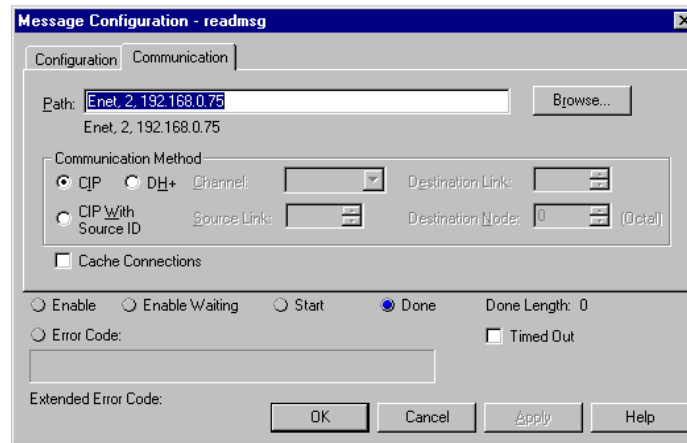 Message Configuration - readmsg
Configuration Communication
Path: Enet, 2, 192.168.0.75 Browse...
Enet, 2, 192.168.0.75
Communication Method
CIP DH+ Channel: Destination Link:
CIP With Source ID Source Link: Destination Node: 0 (Octal)
Cache Connections
Enable Enable Waiting Start Done Done Length: 0
Error Code: Timed Out
Extended Error Code:
OK Cancel Apply Help